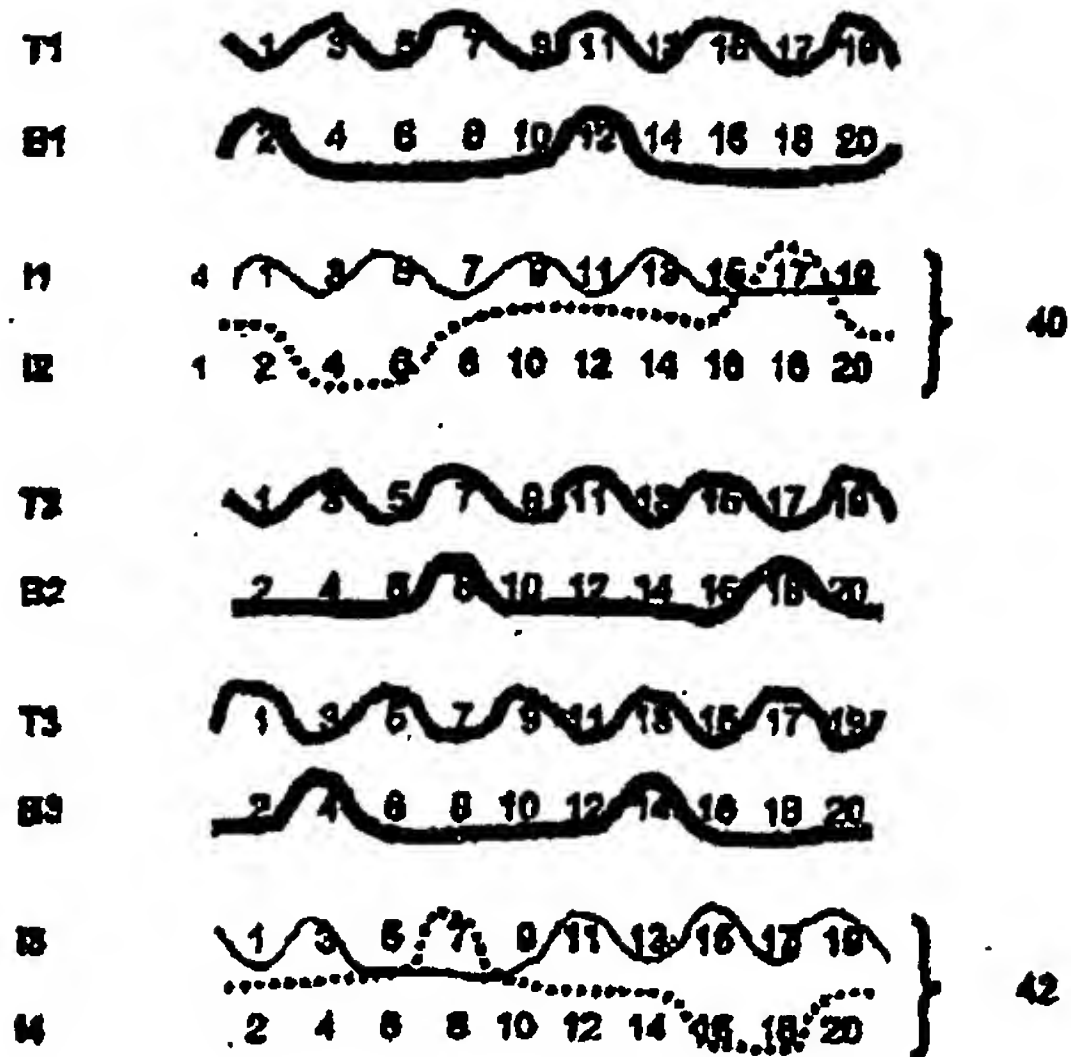 T1 1 3 5 7 9 11 13 15 17 19
B1 2 4 6 8 10 12 14 16 18 20
I1 4 1 3 5 7 9 11 13 15 17 19
40
I2 1 2 4 6 8 10 12 14 16 18 20
T2 1 3 5 7 9 11 13 15 17 19
B2 2 4 6 8 10 12 14 16 18 20
T3 1 3 5 7 9 11 13 15 17 19
B3 2 4 6 8 10 12 14 16 18 20
I3 1 3 5 7 9 11 13 15 17 19
42
I4 2 4 6 8 10 12 14 16 18 20